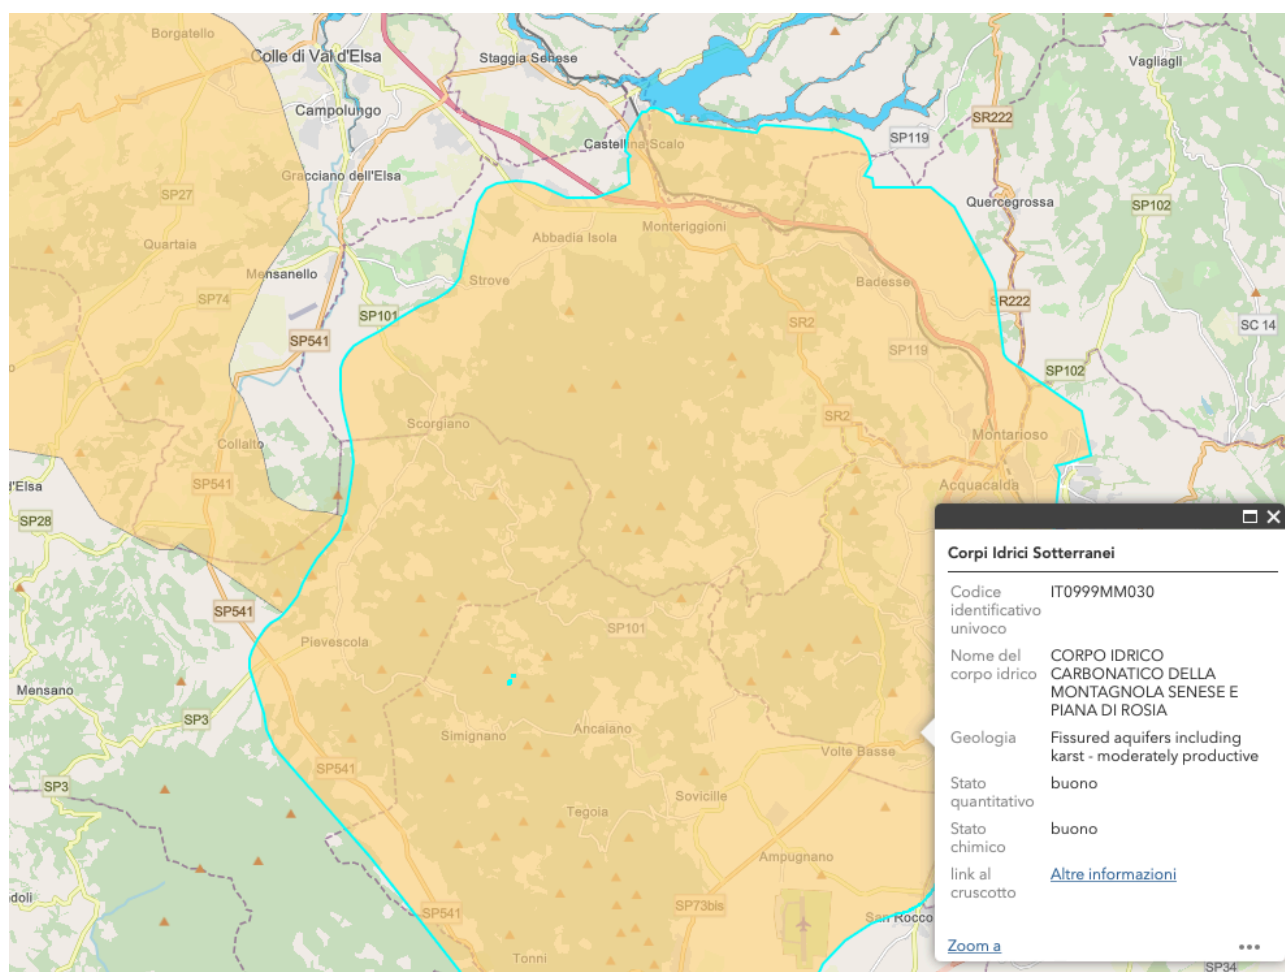 Borgatello
Colle di Val d'Elsa
Staggia Senese
Vagliagli
Campolungo
SR222
SP119
Castellina Scalo
Gracciano dell'Elsa
SP27
Quercegrossa
SP102
Monteriggioni
Abbadia Isola
Quartaia
Mensanello
Strove
Badesse
SP74
SR222
SP101
SR2
SC 14
SP541
SP119
SP102
SR2
Scorgiano
Montarioso
Collalto
l'Elsa
SP541
Acquacalda
SP28
SP541
SP101
Pievescola
Mensano
SP3
Simignano
Ancaiano
Volte Basse
SP541
SP3
Sovicille
Tegoia
Ampugnano
doli
SP541
SP73bis
San Rocco
Tonni
SP34
Corpi Idrici Sotterranei
Codice
identificativo
univoco
IT0999MM030
Nome del
corpo idrico
CORPO IDRICO
CARBONATICO DELLA
MONTAGNOLA SENESE E
PIANA DI ROSIA
Geologia
Fissured aquifers including
karst - moderately productive
Stato
quantitativo
buono
Stato
chimico
buono
link al
cruscotto
Altre informazioni
Zoom a